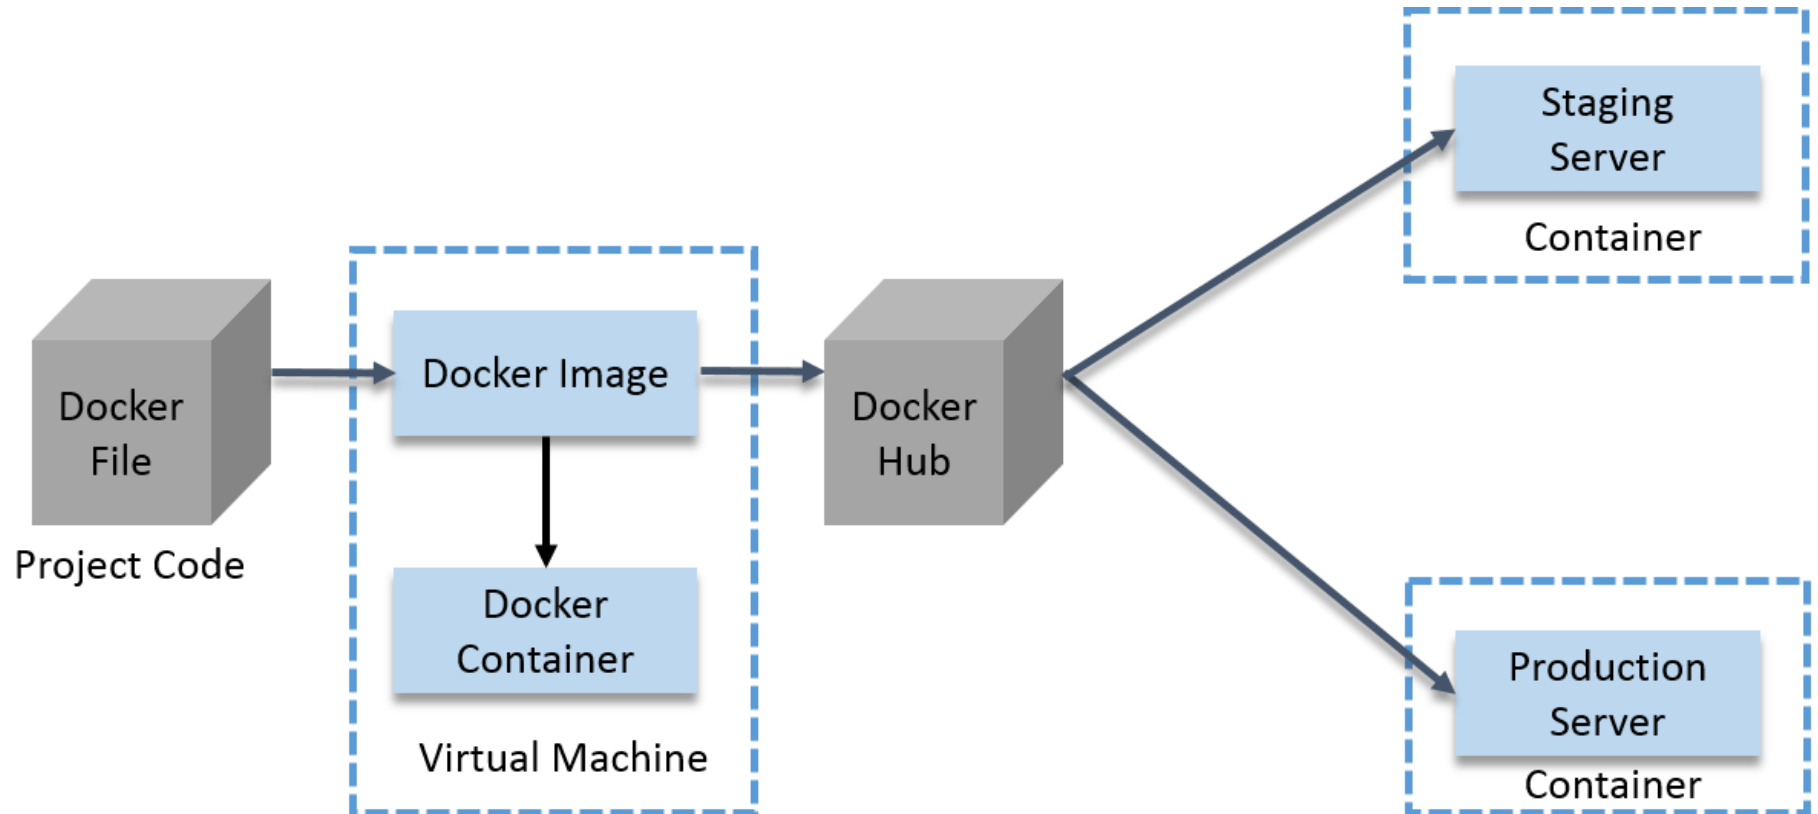 Docker
File
Project Code
Docker Image
Docker
Container
Virtual Machine
Docker
Hub
Staging
Server
Container
Production
Server
Container